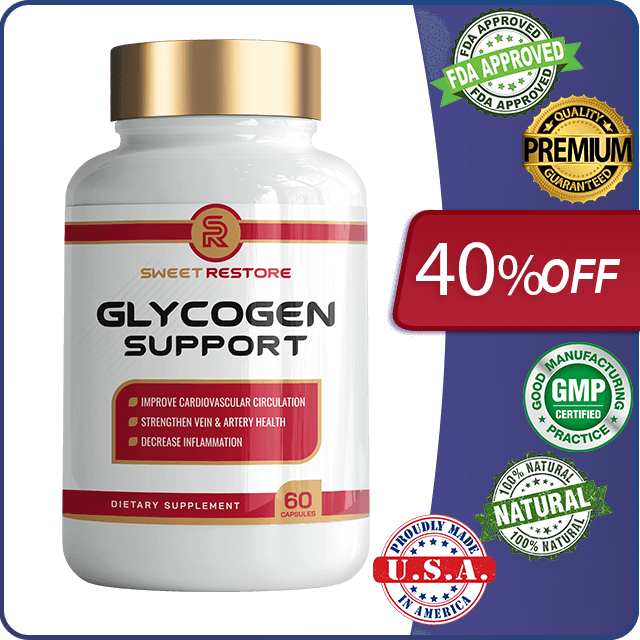 SR
SWEET RESTORE
GLYCOGEN
SUPPORT
IMPROVE CARDIOVASCULAR CIRCULATION
STRENGTHEN VEIN & ARTERY HEALTH
DECREASE INFLAMMATION
DIETARY SUPPLEMENT
60
CAPSULES
FDA APPROVED
FDA APPROVED
FDA APPROVED
QUALITY
PREMIUM
GUARANTEED
40%OFF
GOOD MANUFACTURING
GMP
CERTIFIED
PRACTICE
100% NATURAL
NATURAL
100% NATURAL
PROUDLY MADE
U.S.A.
IN AMERICA